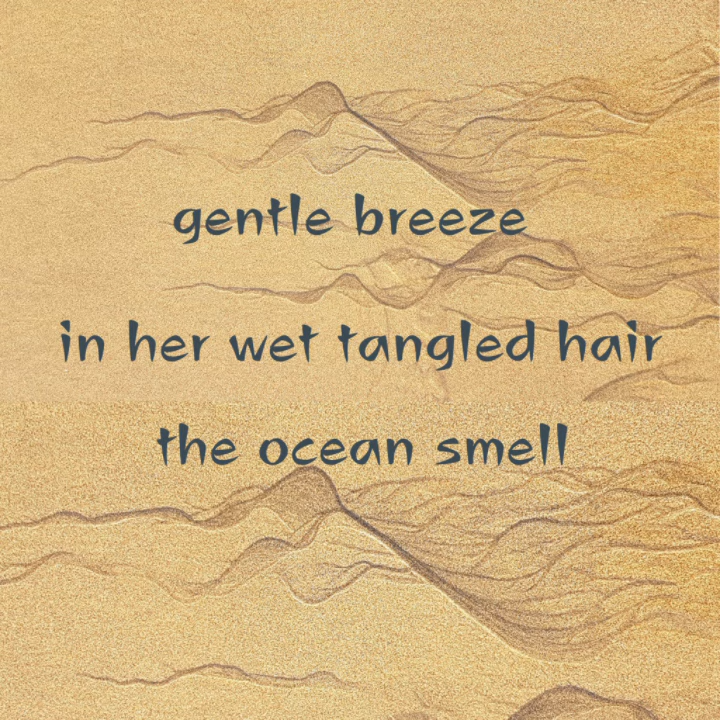 gentle breeze
in her wet tangled hair
the ocean smell